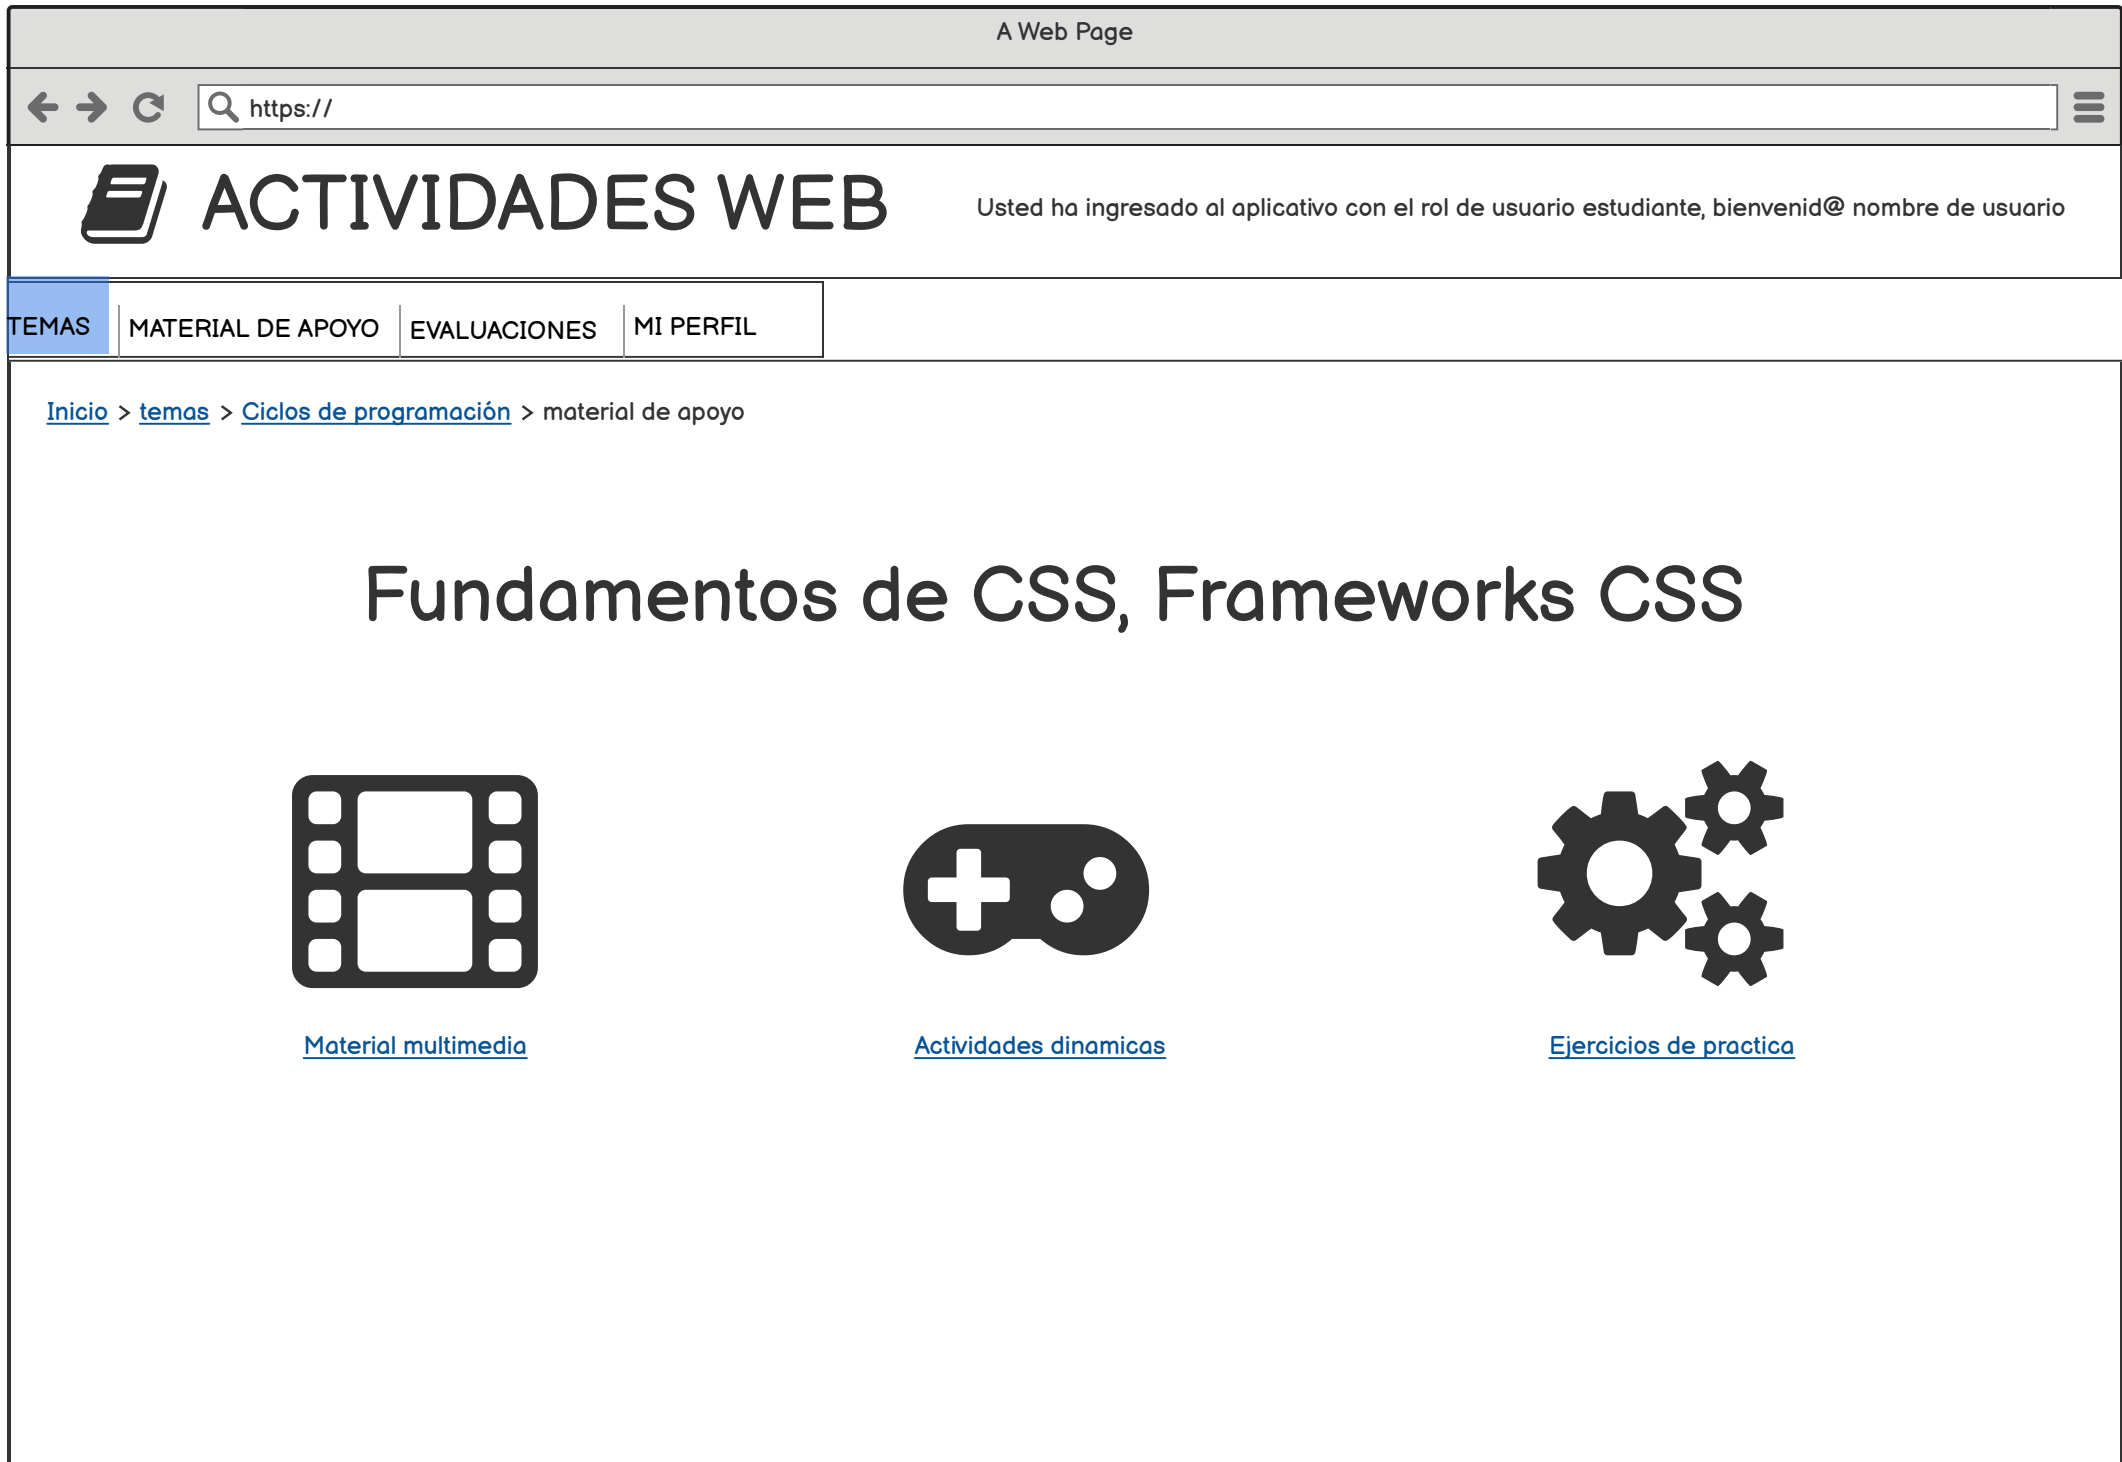 A Web Page
https://
ACTIVIDADES WEB
Usted ha ingresado al aplicativo con el rol de usuario estudiante, bienvenid@ nombre de usuario
TEMAS MATERIAL DE APOYO EVALUACIONES MI PERFIL
Inicio > temas > Ciclos de programación > material de apoyo
Fundamentos de CSS, Frameworks CSS
Material multimedia Actividades dinamicas Ejercicios de practica